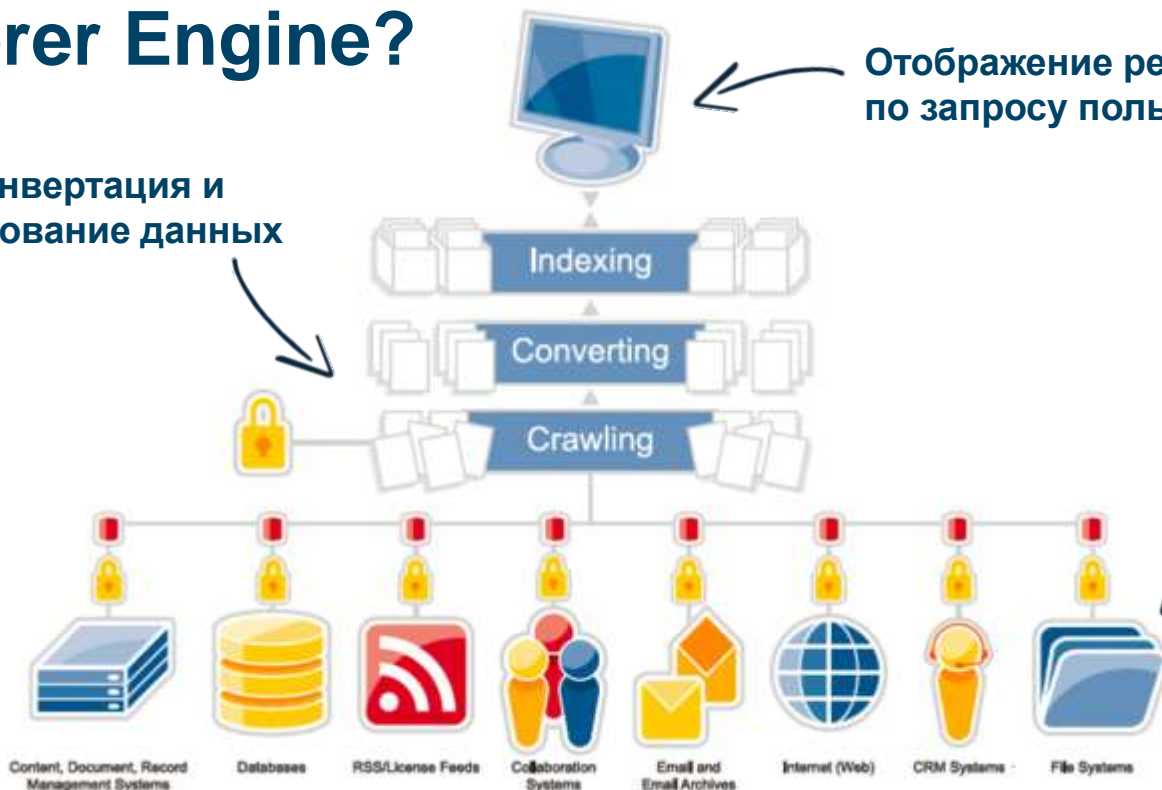 rer Engine?
Отображение ре
по запросу поль
нвертация и
ование данных
Indexing
Converting
Crawling
Content, Document, Record
Management Systems
Databases
RSS/License Feeds
Collaboration
Systems
Email and
Email Archives
Internet (Web)
CRM Systems
File Systems